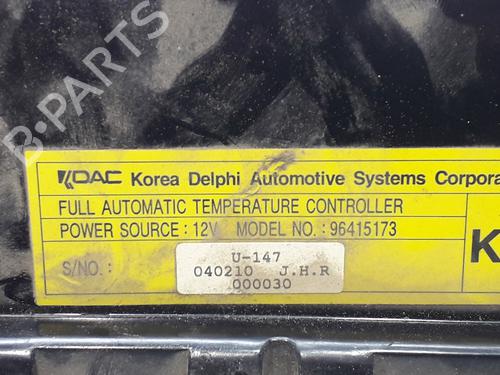 B-PARTS
KDAC Korea Delphi Automotive Systems Corpora
FULL AUTOMATIC TEMPERATURE CONTROLLER
POWER SOURCE : 12V MODEL NO. : 96415173
K
S/NO. :
U-147
040210 J.H.R
000030